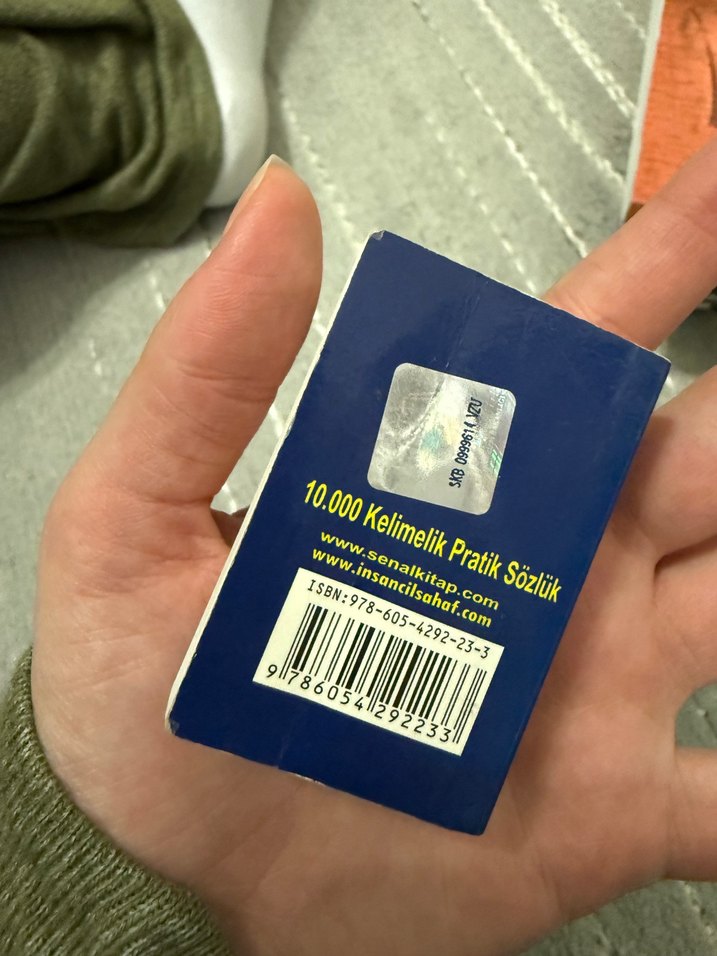 SKB 0999614 VZU
10.000 Kelimelik Pratik Sözlük
www.senalkitap.com
www.insancilsahaf.com
ISBN:978-605-4292-23-3
9 786054 292233